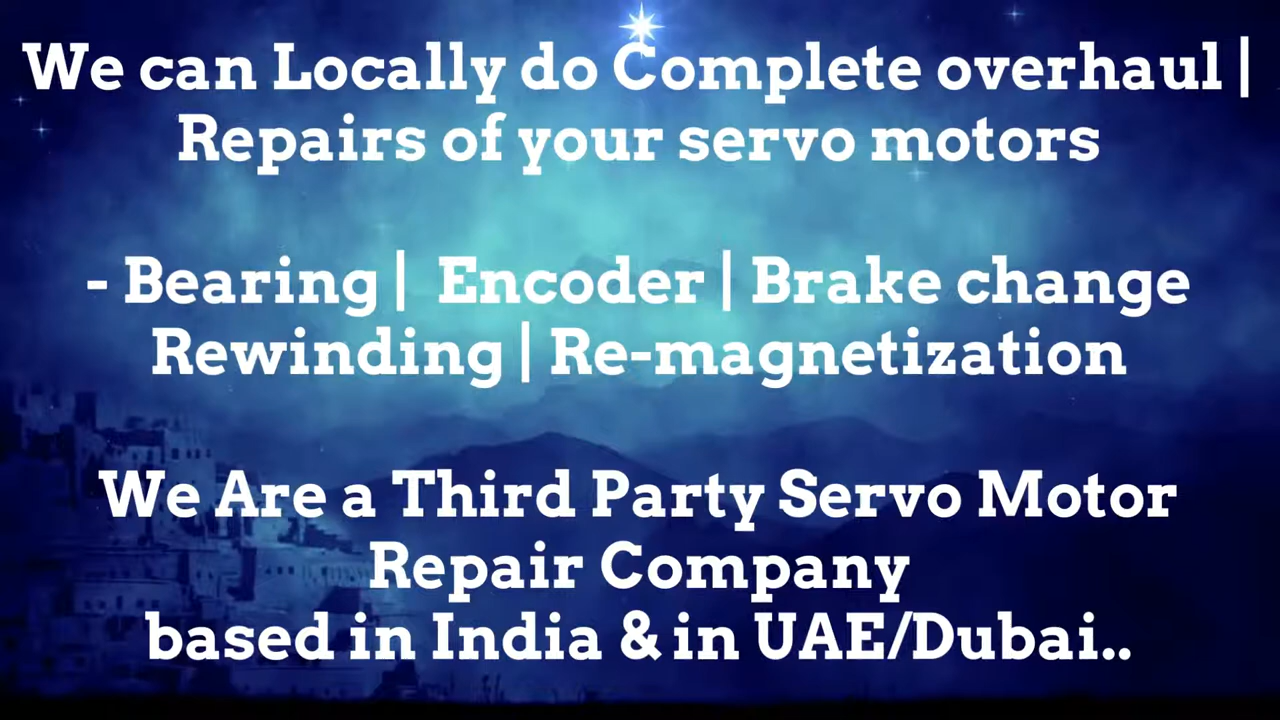 We can Locally do Complete overhaul |
Repairs of your servo motors
- Bearing | Encoder | Brake change
Rewinding | Re-magnetization
We Are a Third Party Servo Motor
Repair Company
based in India & in UAE/Dubai..